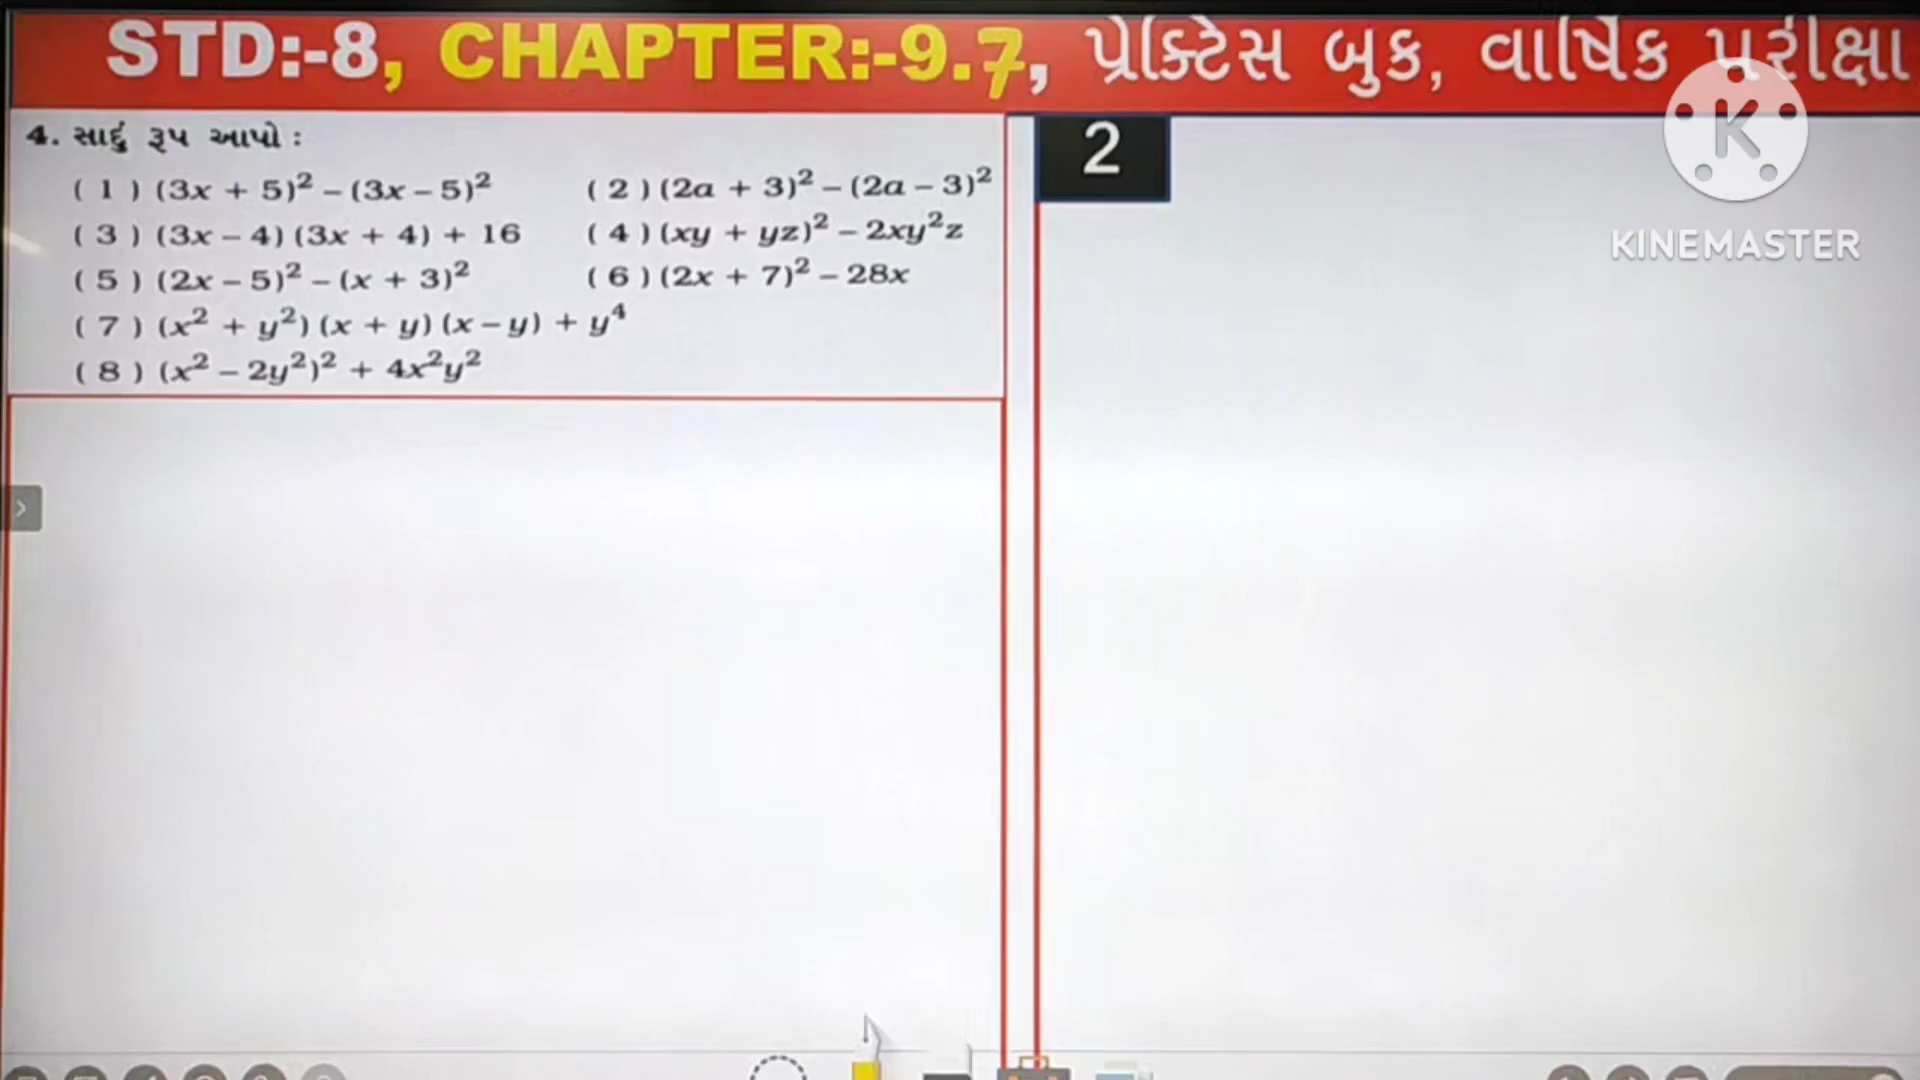 STD:-8, CHAPTER:-9.7, પ્રેક્ટિસ બુક, વાર્ષિક પરીક્ષા
4. સાદું રૂપ આપો :
( 1 ) (3x + 5)² – (3x – 5)² ( 2 ) (2a + 3)² – (2a – 3)²
( 3 ) (3x – 4) (3x + 4) + 16 ( 4 ) (xy + yz)² – 2xy²z
( 5 ) (2x – 5)² – (x + 3)² ( 6 ) (2x + 7)² – 28x
( 7 ) (x² + y²) (x + y) (x – y) + y⁴
( 8 ) (x² – 2y²)² + 4x²y²
2
K
KINEMASTER